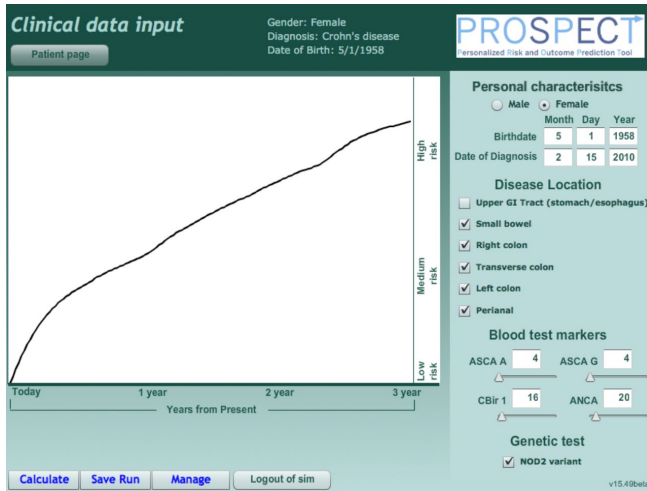 Clinical data input
Patient page
Gender: Female
Diagnosis: Crohn's disease
Date of Birth: 5/1/1958
PROSPECT
Personalized Risk and Outcome Prediction Tool
High risk
Medium risk
Low risk
Today 1 year 2 year 3 year
Years from Present
Personal characterisitcs
Male Female
Month Day Year
Birthdate 5 1 1958
Date of Diagnosis 2 15 2010
Disease Location
Upper GI Tract (stomach/esophagus)
Small bowel
Right colon
Transverse colon
Left colon
Perianal
Blood test markers
ASCA A 4 ASCA G 4
CBir 1 16 ANCA 20
Genetic test
NOD2 variant
Calculate Save Run Manage Logout of sim
v15.49beta